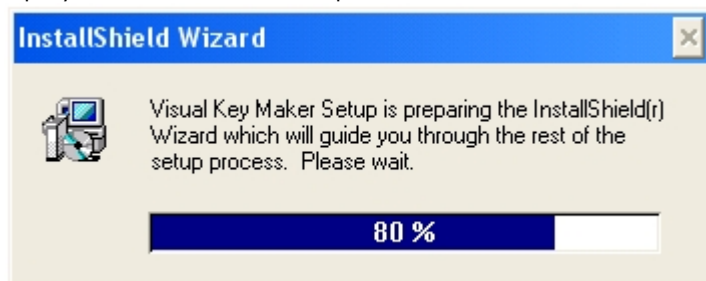 InstallShield Wizard
Visual Key Maker Setup is preparing the InstallShield(r)
Wizard which will guide you through the rest of the
setup process.  Please wait.
80 %